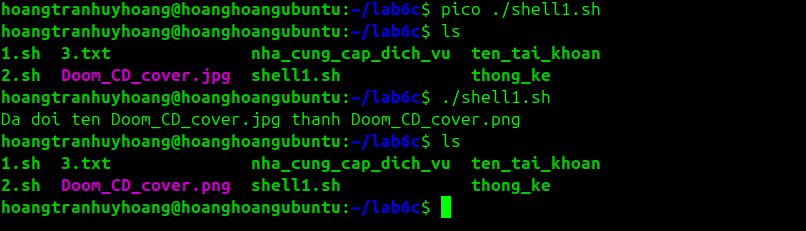 hoangtranhuyhoang@hoanghoangubuntu:~/lab6c$ pico ./shell1.sh
hoangtranhuyhoang@hoanghoangubuntu:~/lab6c$ ls
1.sh  3.txt              nha_cung_cap_dich_vu  ten_tai_khoan
2.sh  Doom_CD_cover.jpg  shell1.sh             thong_ke
hoangtranhuyhoang@hoanghoangubuntu:~/lab6c$ ./shell1.sh
Da doi ten Doom_CD_cover.jpg thanh Doom_CD_cover.png
hoangtranhuyhoang@hoanghoangubuntu:~/lab6c$ ls
1.sh  3.txt              nha_cung_cap_dich_vu  ten_tai_khoan
2.sh  Doom_CD_cover.png  shell1.sh             thong_ke
hoangtranhuyhoang@hoanghoangubuntu:~/lab6c$